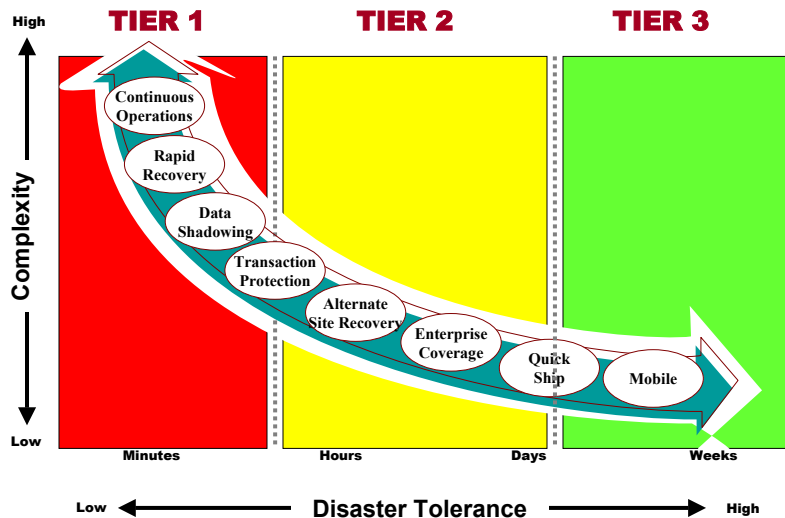 High
TIER 1
TIER 2
TIER 3
Continuous
Operations
Rapid
Recovery
Data
Shadowing
Transaction
Protection
Alternate
Site Recovery
Enterprise
Coverage
Quick
Ship
Mobile
Complexity
Low
Minutes
Hours
Days
Weeks
Low
Disaster Tolerance
High